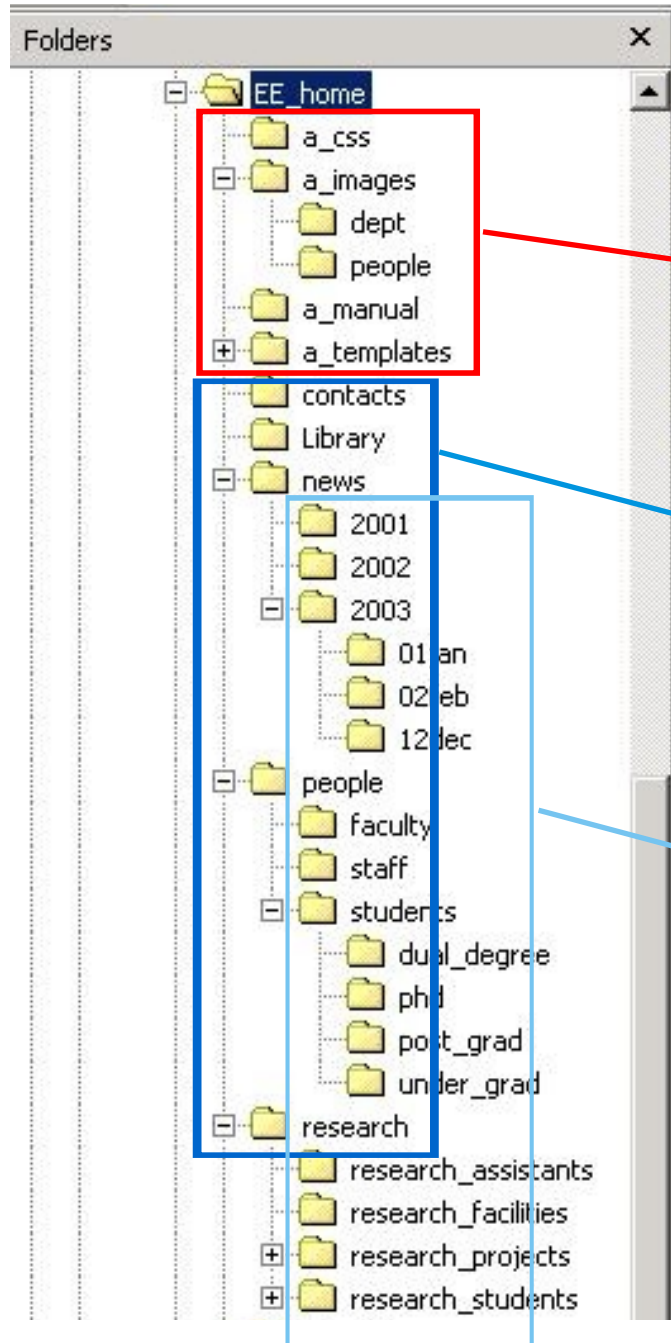 Folders
EE_home
a_css
a_images
dept
people
a_manual
a_templates
contacts
Library
news
2001
2002
2003
01jan
02feb
12dec
people
faculty
staff
students
dual_degree
phd
post_grad
under_grad
research
research_assistants
research_facilities
research_projects
research_students